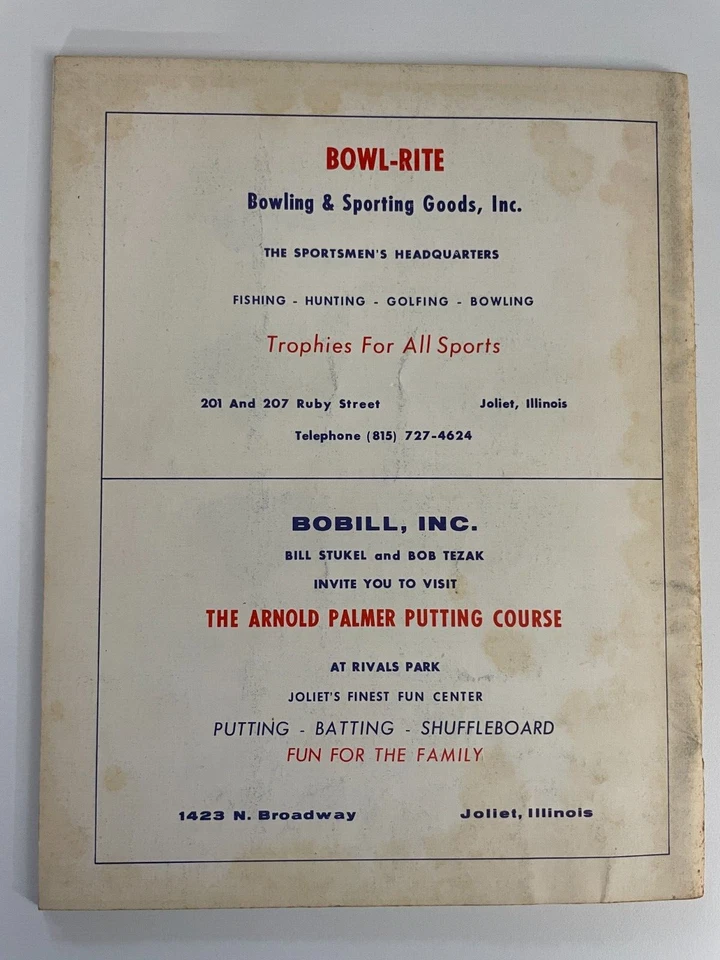 BOWL-RITE
Bowling & Sporting Goods, Inc.
THE SPORTSMEN'S HEADQUARTERS
FISHING - HUNTING - GOLFING - BOWLING
Trophies For All Sports
201 And 207 Ruby Street Joliet, Illinois
Telephone (815) 727-4624
BOBILL, INC.
BILL STUKEL and BOB TEZAK
INVITE YOU TO VISIT
THE ARNOLD PALMER PUTTING COURSE
AT RIVALS PARK
JOLIET'S FINEST FUN CENTER
PUTTING - BATTING - SHUFFLEBOARD
FUN FOR THE FAMILY
1423 N. Broadway Joliet, Illinois